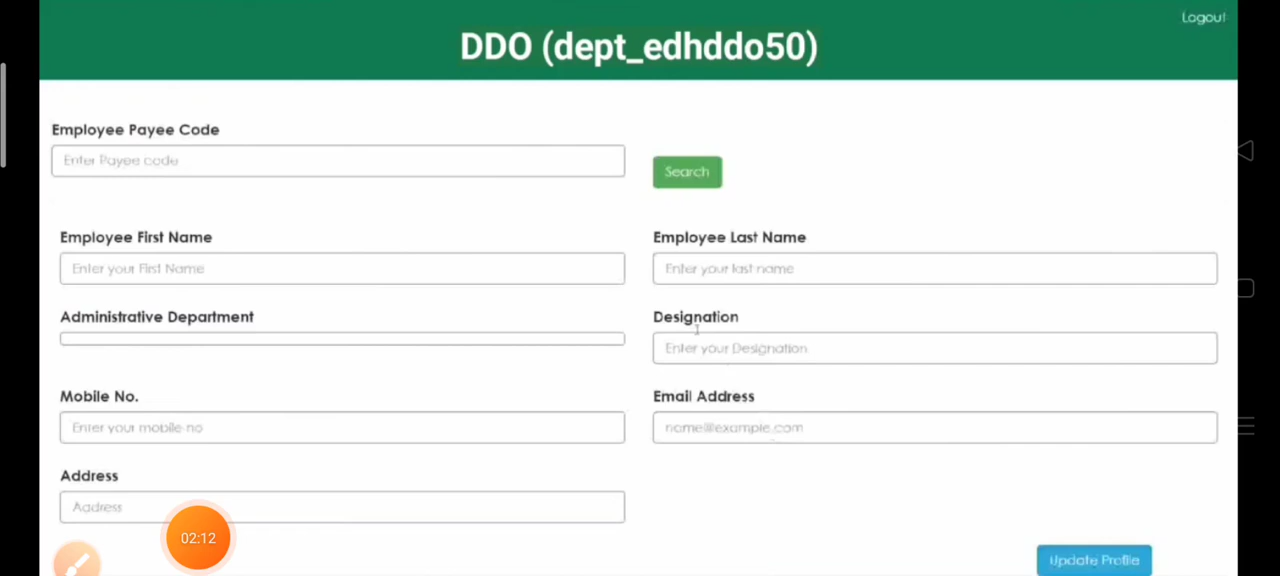 Logout
DDO (dept_edhddo50)
Employee Payee Code
Enter Payee code
Search
Employee First Name
Employee Last Name
Enter your First Name
Enter your last name
Administrative Department
Designation
Enter your Designation
Mobile No.
Email Address
Enter your mobile-no
name@example.com
Address
Address
02:12
Update Profile